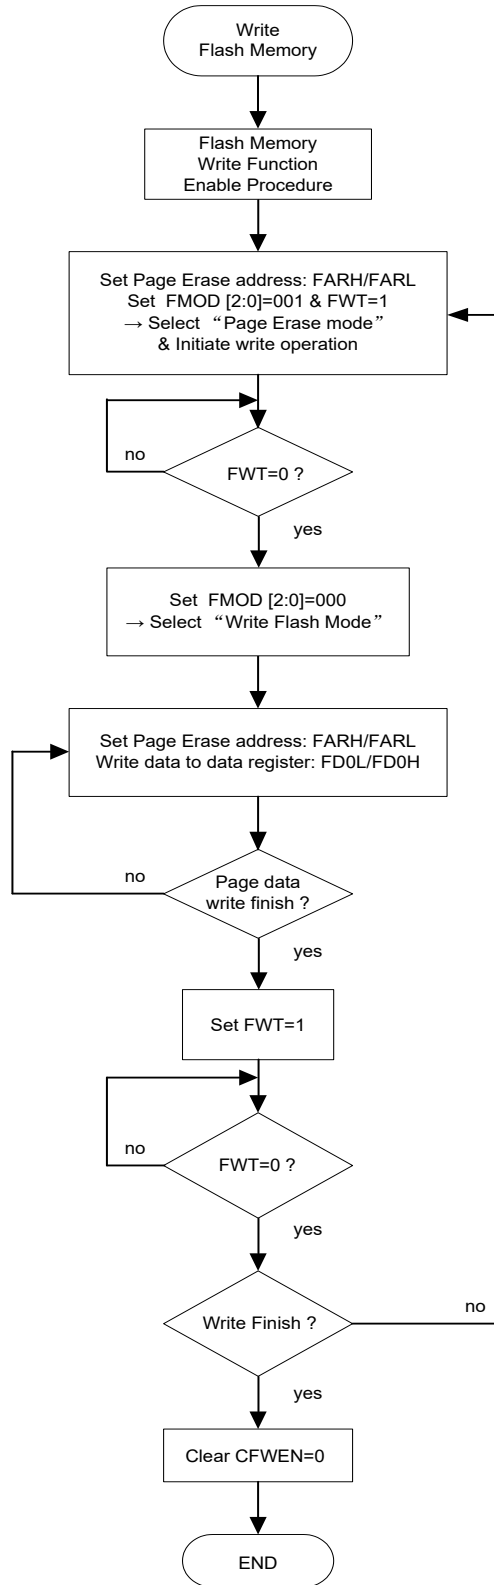 Write
Flash Memory
Flash Memory
Write Function
Enable Procedure
Set Page Erase address: FARH/FARL
Set FMOD [2:0]=001 & FWT=1
→ Select “Page Erase mode”
& Initiate write operation
no
FWT=0 ?
yes
Set FMOD [2:0]=000
→ Select “Write Flash Mode”
Set Page Erase address: FARH/FARL
Write data to data register: FD0L/FD0H
no
Page data
write finish ?
yes
Set FWT=1
no
FWT=0 ?
yes
Write Finish ?
no
yes
Clear CFWEN=0
END